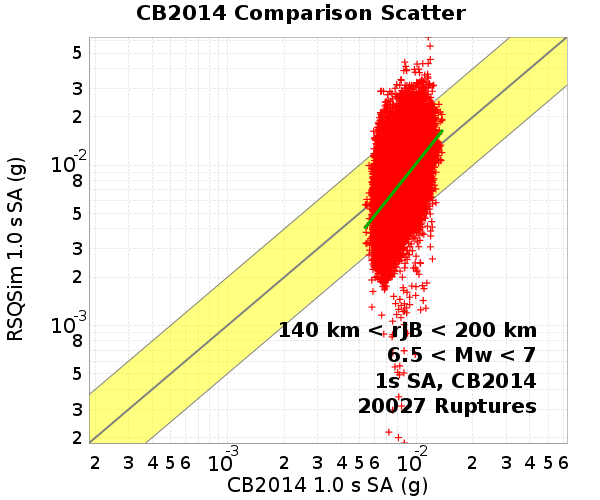 CB2014 Comparison Scatter
RSQSim 1.0 s SA (g)
5
3
2
10-2
8
5
3
2
10-3
8
5
3
2
140 km < rJB < 200 km
6.5 < Mw < 7
1s SA, CB2014
20027 Ruptures
2 3 4 5 6 10-3 2 3 4 5 6 10-2 2 3 4 5 6
CB2014 1.0 s SA (g)